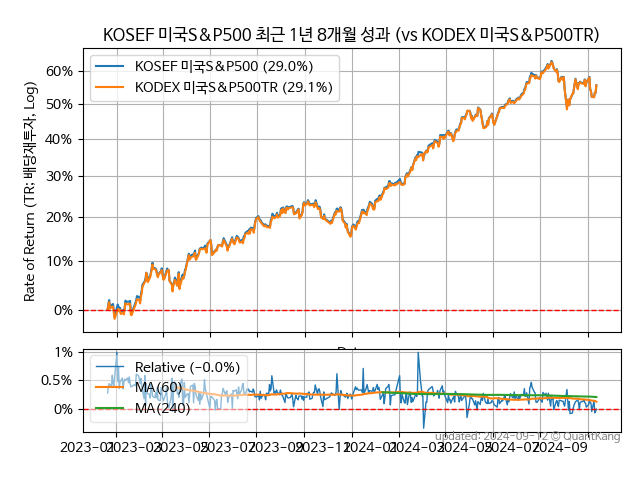 KOSEF 미국S&P500 최근 1년 8개월 성과 (vs KODEX 미국S&P500TR)
KOSEF 미국S&P500 (29.0%)
KODEX 미국S&P500TR (29.1%)
Rate of Return (TR: 배당재투자, Log)
60%
50%
40%
30%
20%
10%
0%
1%
0.5%
0%
Relative (−0.0%)
MA(60)
MA(240)
updated: 2024-09-12 © QuantKang
2023-01 2023-03 2023-05 2023-07 2023-09 2023-11 2024-01 2024-03 2024-05 2024-07 2024-09